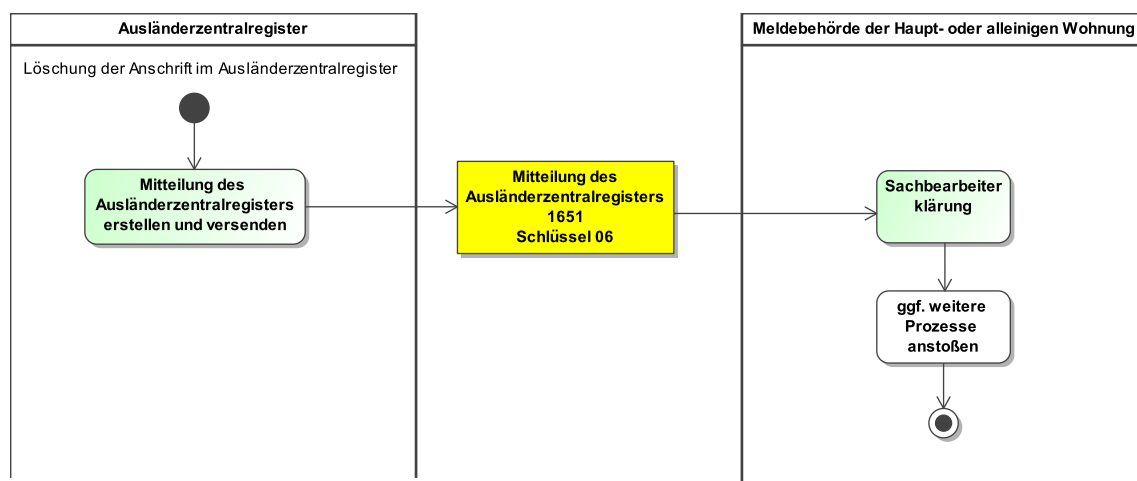 Ausländerzentralregister
Meldebehörde der Haupt- oder alleinigen Wohnung
Löschung der Anschrift im Ausländerzentralregister
Mitteilung des
Ausländerzentralregisters
erstellen und versenden
Mitteilung des
Ausländerzentralregisters
1651
Schlüssel 06
Sachbearbeiter
klärung
ggf. weitere
Prozesse
anstoßen